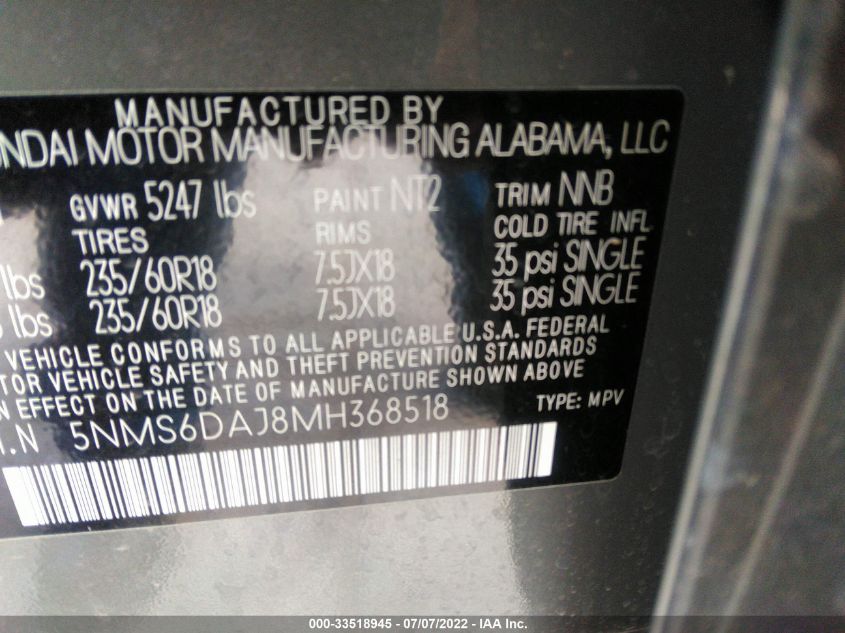 MANUFACTURED BY
NDAI MOTOR MANUFACTURING ALABAMA, LLC
GVWR 5247 lbs PAINT NT2 TRIM NNB
TIRES RIMS COLD TIRE INFL
lbs 235/60R18 7.5JX18 35 psi SINGLE
lbs 235/60R18 7.5JX18 35 psi SINGLE
VEHICLE CONFORMS TO ALL APPLICABLE U.S.A. FEDERAL
TOR VEHICLE SAFETY AND THEFT PREVENTION STANDARDS
N EFFECT ON THE DATE OF MANUFACTURE SHOWN ABOVE
I.N 5NMS6DAJ8MH368518 TYPE: MPV
000-33518945 - 07/07/2022 - IAA Inc.